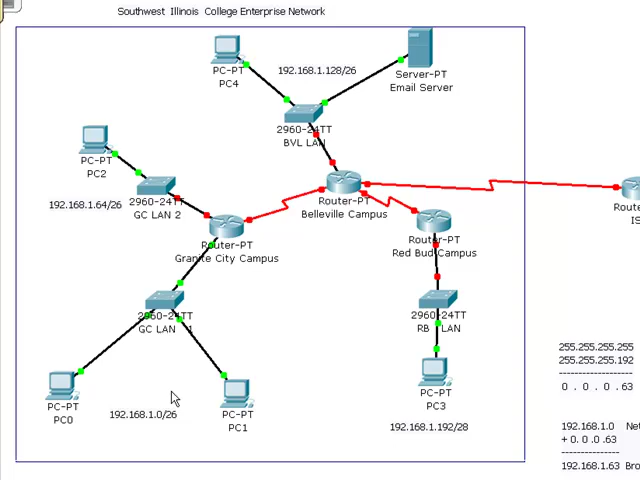 Southwest Illinois College Enterprise Network
PC-PT
PC4
192.168.1.128/26
Server-PT
Email Server
2960-24TT
BVL LAN
PC-PT
PC2
192.168.1.64/26
2960-24TT
GC LAN 2
Router-PT
Belleville Campus
Router-PT
Granite City Campus
Router-PT
Red Bud Campus
2960-24TT
GC LAN 1
2960-24TT
RB LAN
PC-PT
PC0
192.168.1.0/26
PC-PT
PC1
PC-PT
PC3
192.168.1.192/28
255.255.255.255
255.255.255.192
-------------------
0 . 0 . 0 .63
192.168.1.0 Net
+ 0. 0 .0 .63
---------------
192.168.1.63 Bro